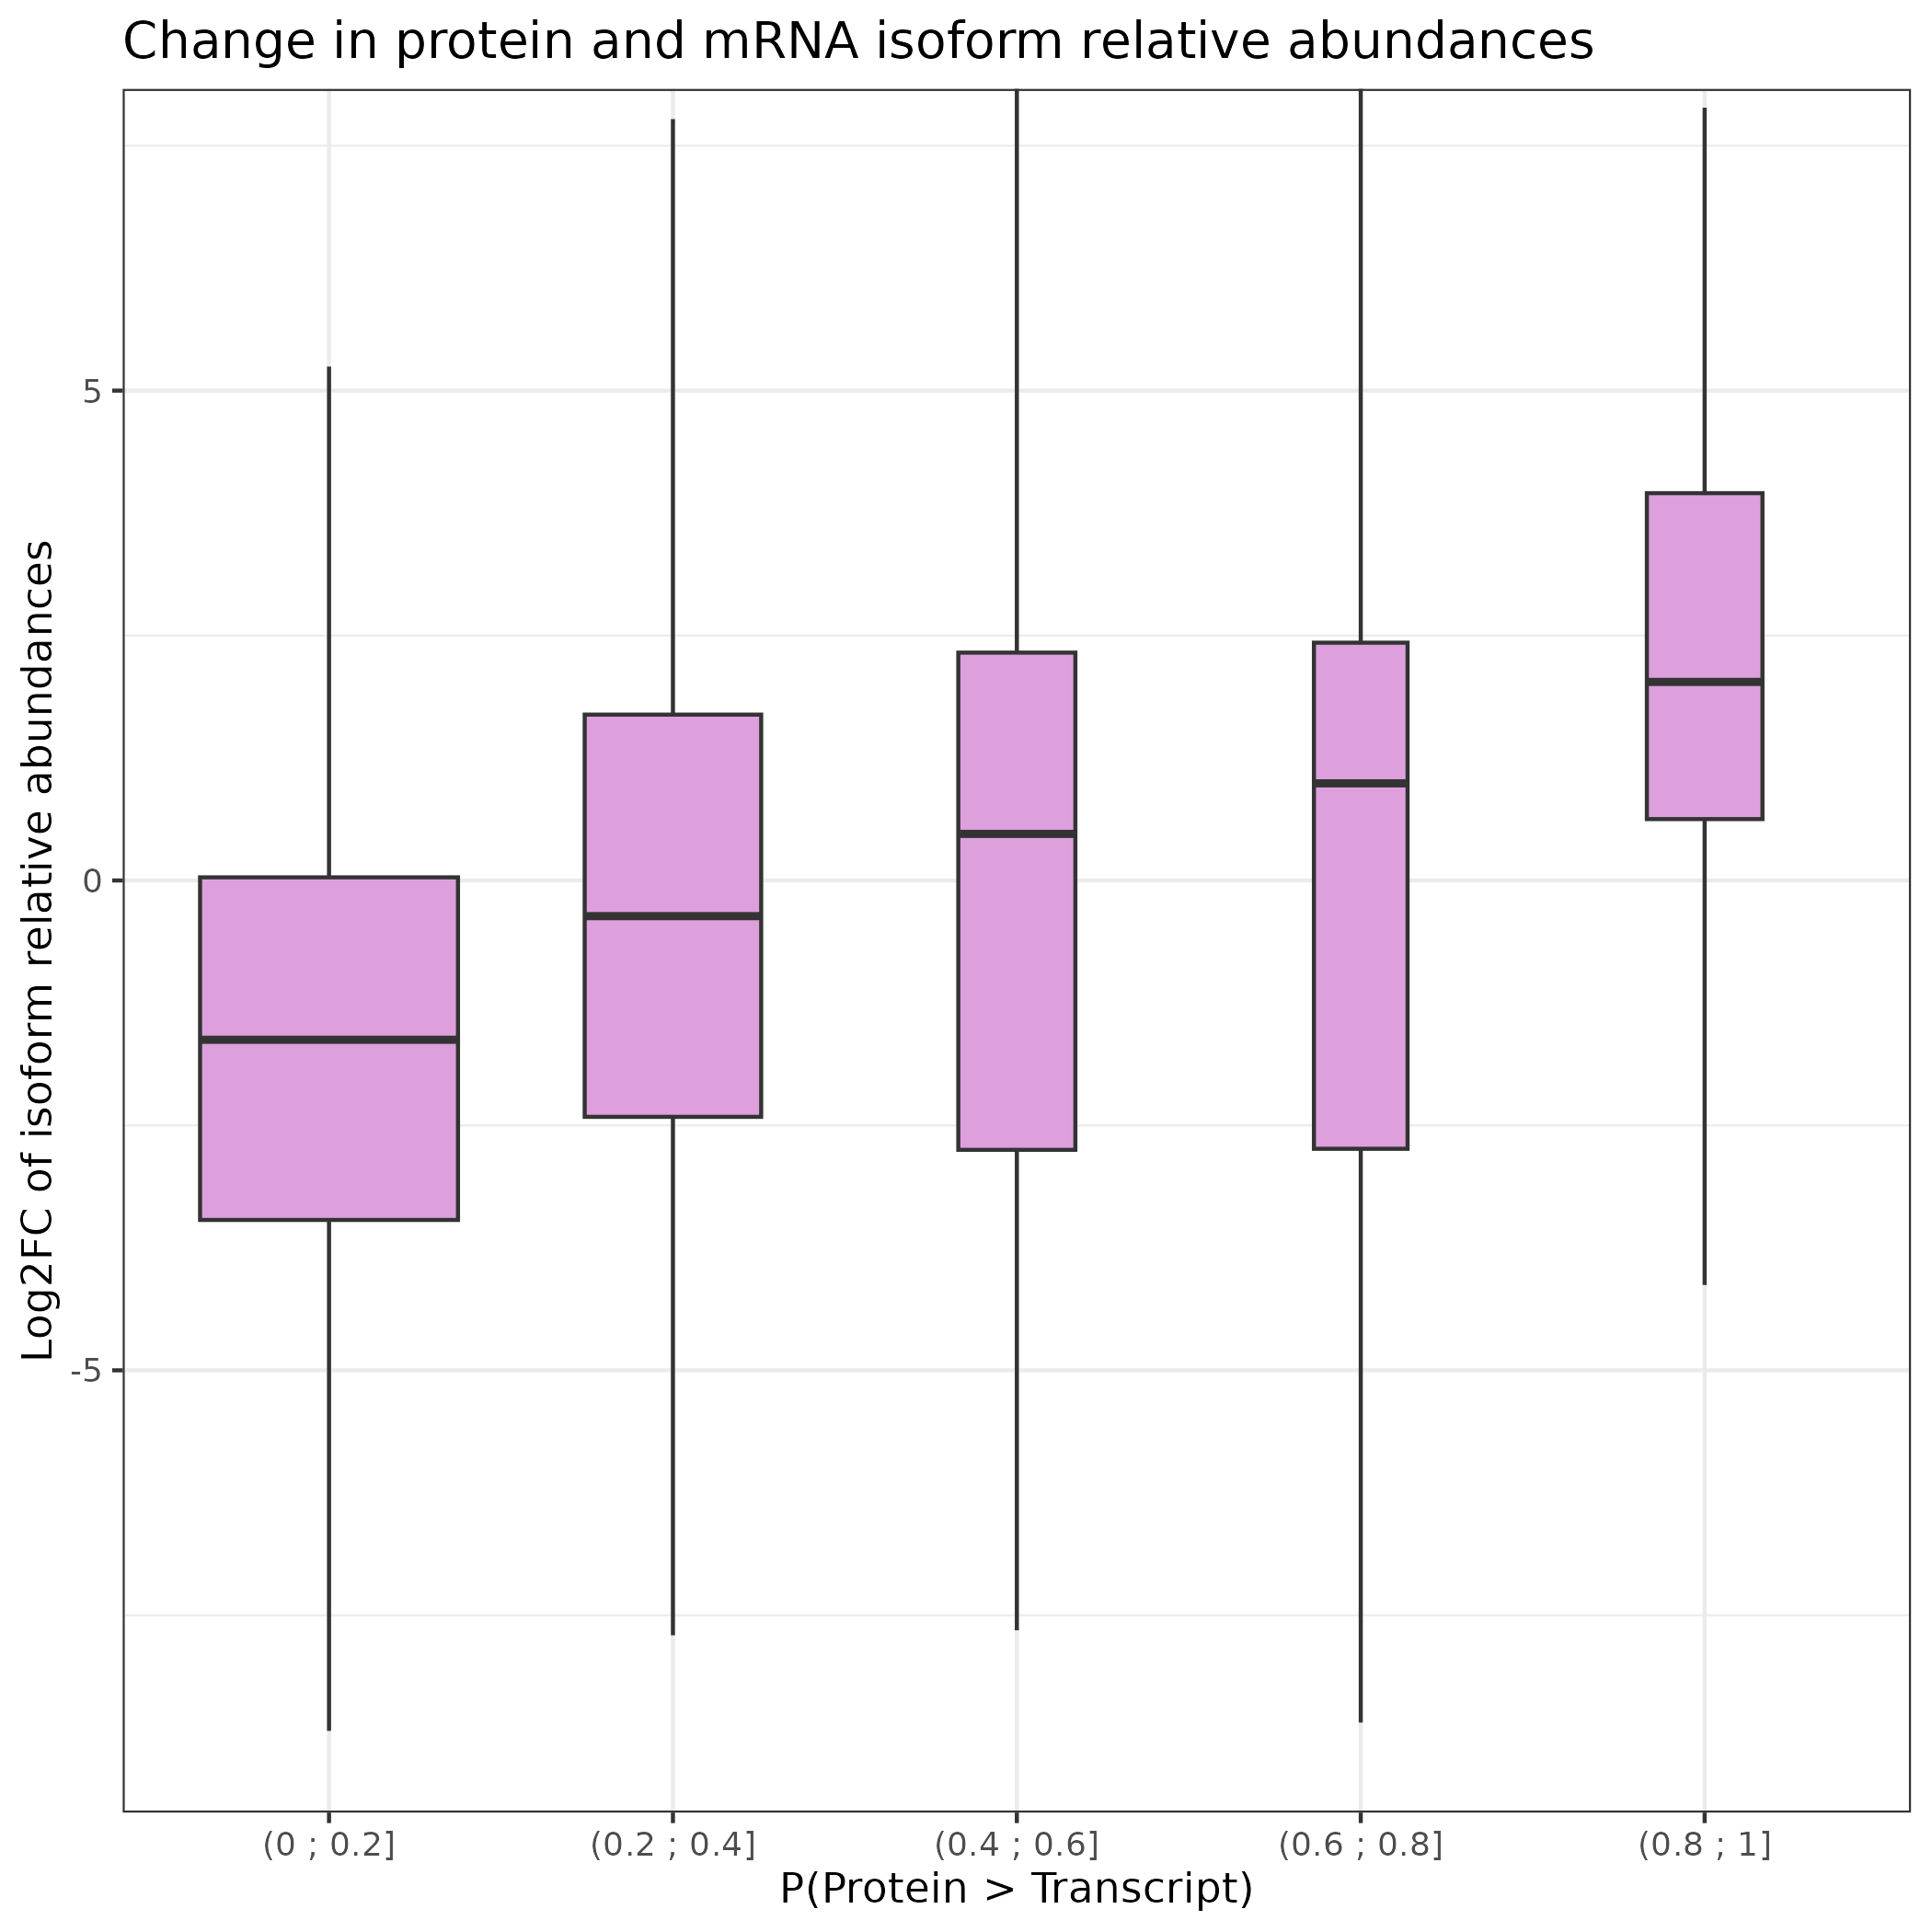 Change in protein and mRNA isoform relative abundances
Log2FC of isoform relative abundances
5
0
-5
(0 ; 0.2]
(0.2 ; 0.4]
(0.4 ; 0.6]
(0.6 ; 0.8]
(0.8 ; 1]
P(Protein > Transcript)